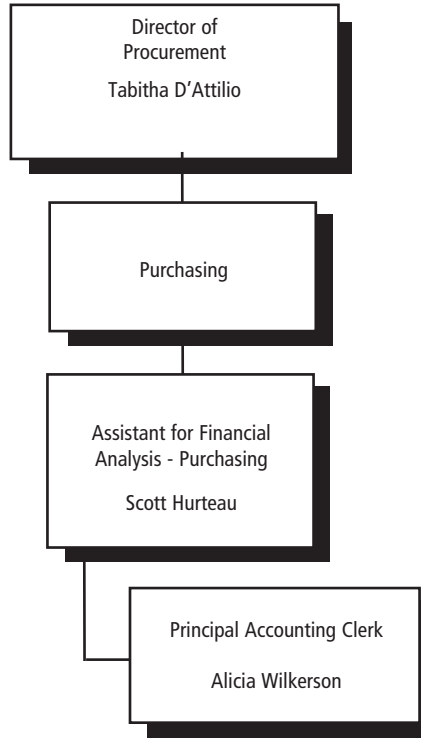 Director of
Procurement
Tabitha D’Attilio
Purchasing
Assistant for Financial
Analysis - Purchasing
Scott Hurteau
Principal Accounting Clerk
Alicia Wilkerson